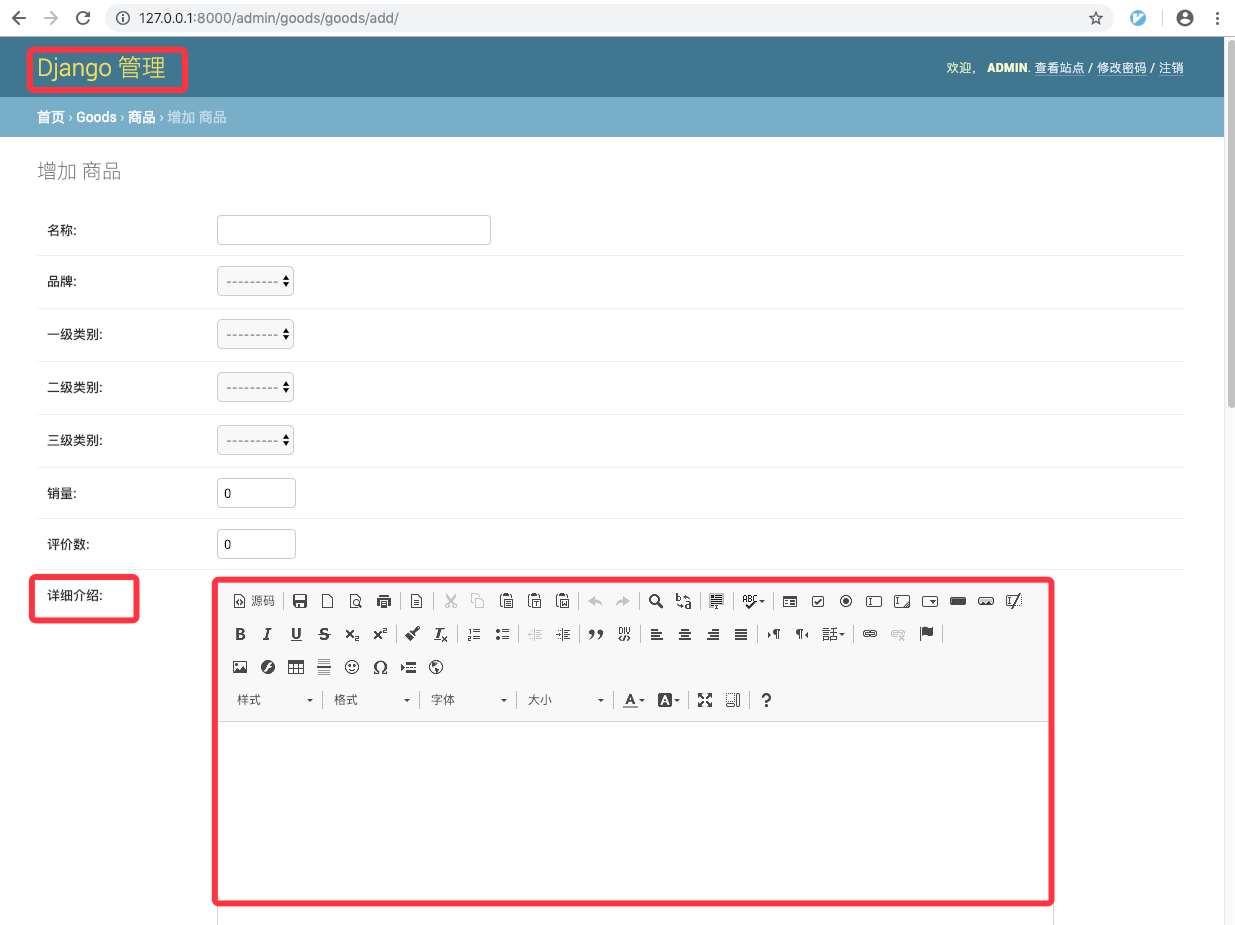 127.0.0.1:8000/admin/goods/goods/add/
Django 管理
欢迎， ADMIN. 查看站点 / 修改密码 / 注销
首页 › Goods › 商品 › 增加 商品
增加 商品
名称:
品牌: ---------
一级类别: ---------
二级类别: ---------
三级类别: ---------
销量: 0
评价数: 0
详细介绍:
源码
B I U S x₂ x² Tx
样式 格式 字体 大小 A A ?